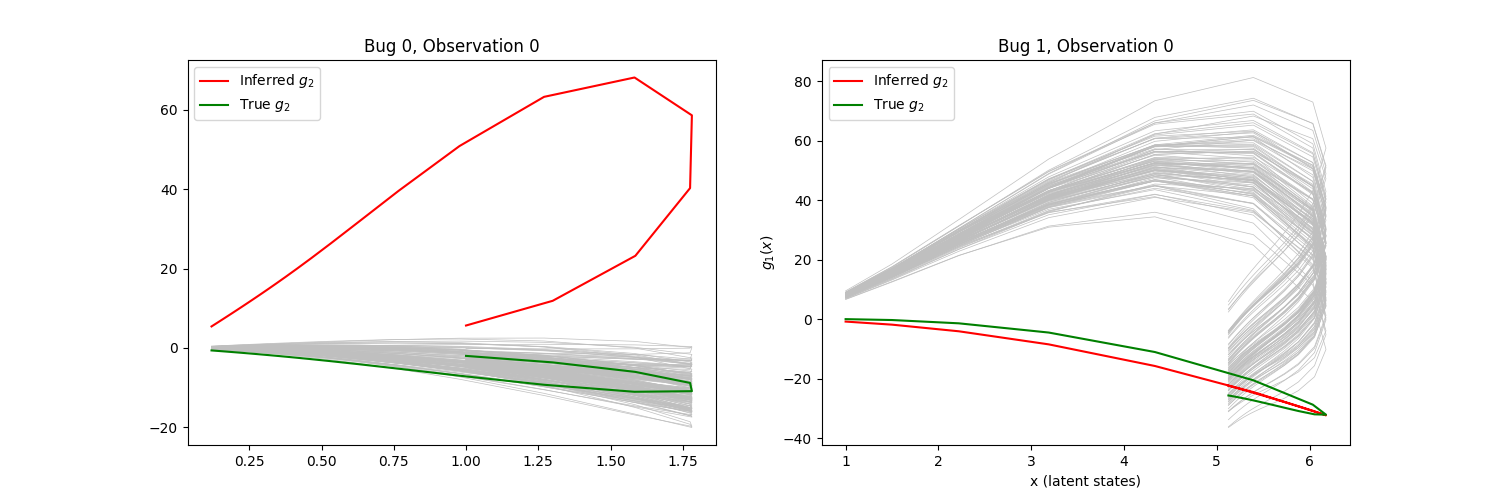 Bug 0, Observation 0
Inferred g₂
True g₂
60
40
20
0
−20
0.25 0.50 0.75 1.00 1.25 1.50 1.75
Bug 1, Observation 0
Inferred g₂
True g₂
80
60
40
20
0
−20
−40
g₁(x)
1 2 3 4 5 6
x (latent states)